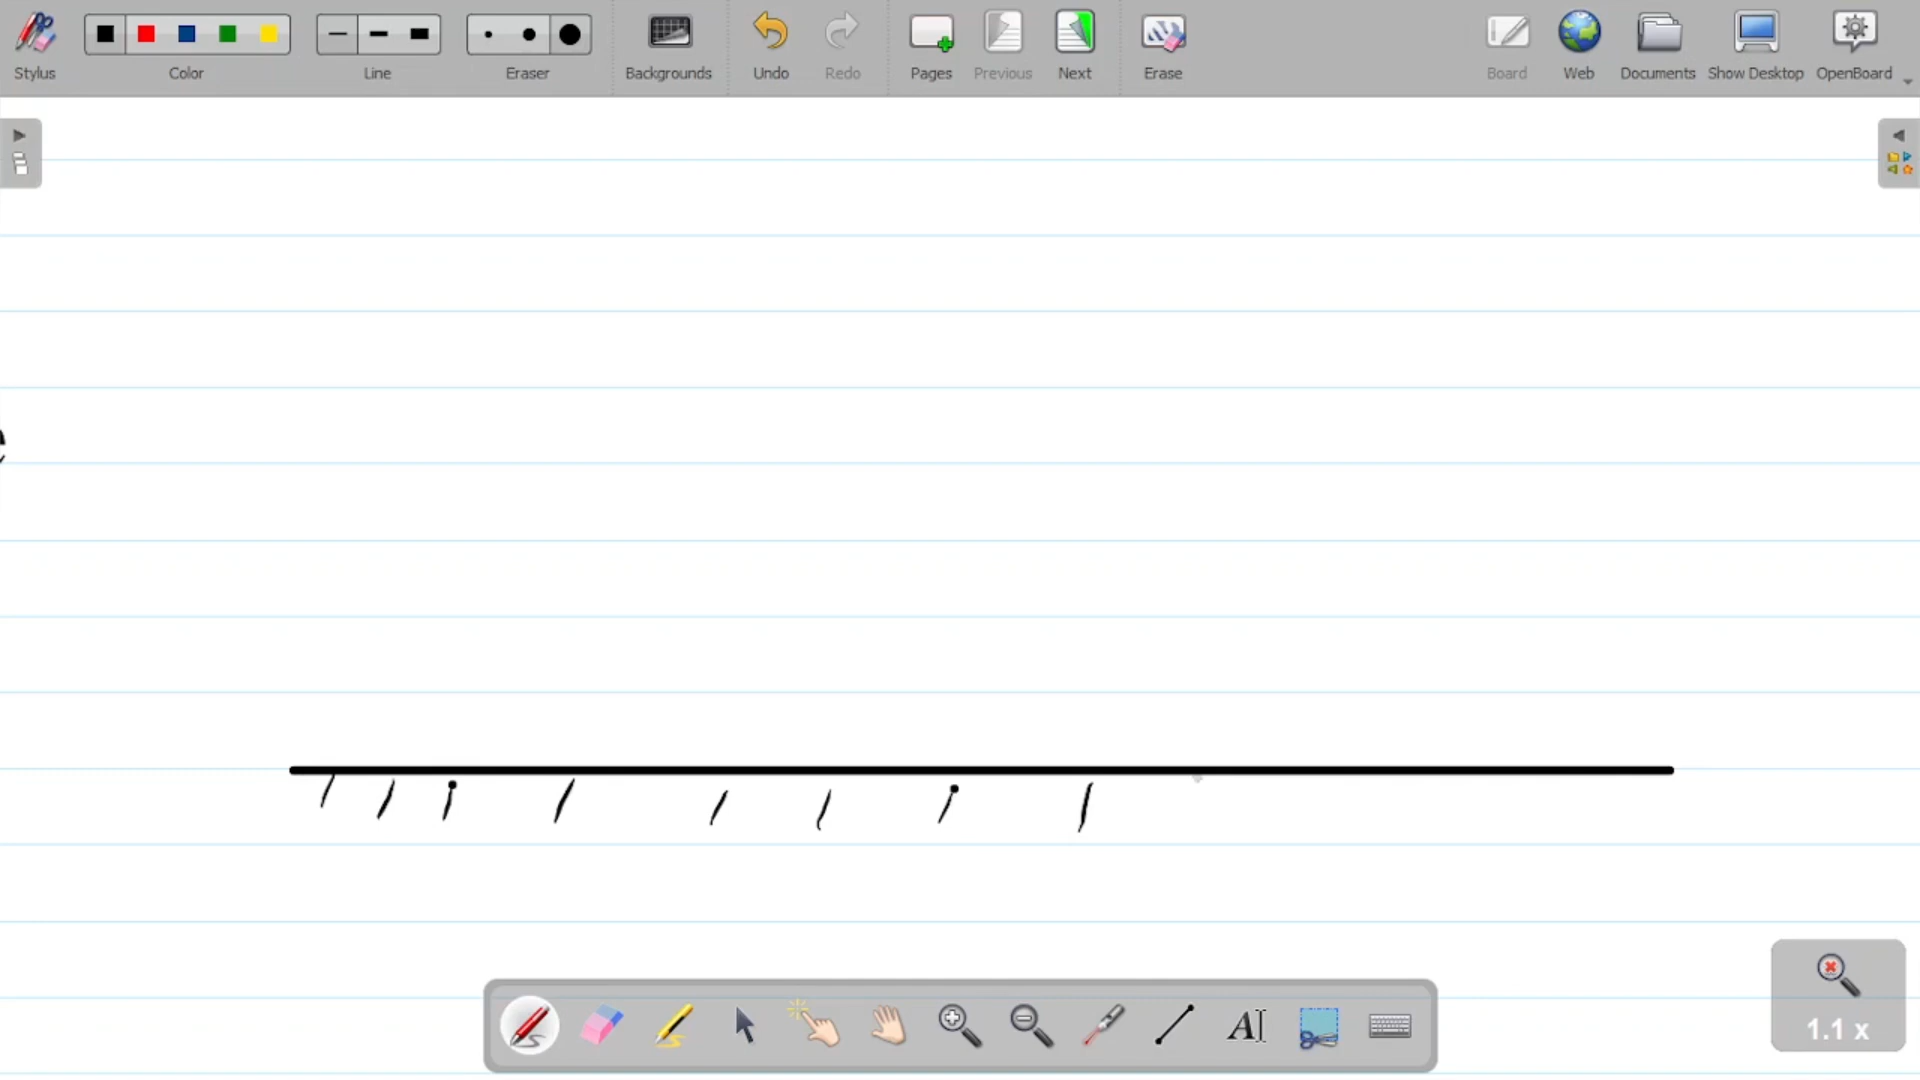 Stylus Color Line Eraser Backgrounds Undo Redo Pages Previous Next Erase Board Web Documents Show Desktop OpenBoard
e
1.1 x